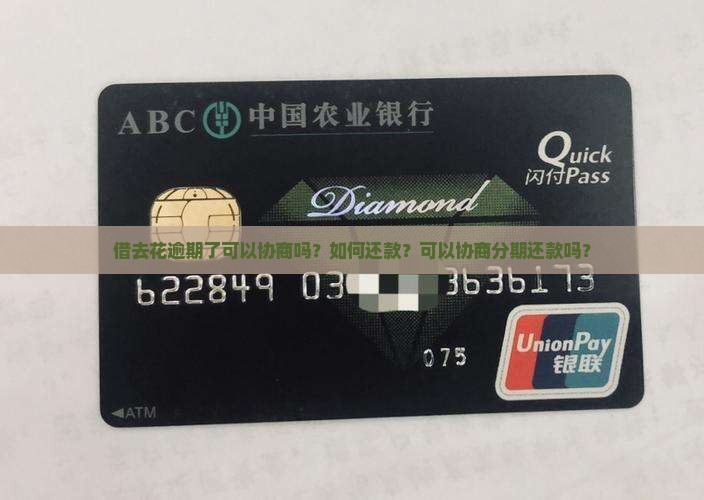 ABC 中国农业银行
Quick
闪付Pass
Diamond
借去花逾期了可以协商吗？如何还款？可以协商分期还款吗？
622849 03 3636173
075
UnionPay
银联
◄ATM